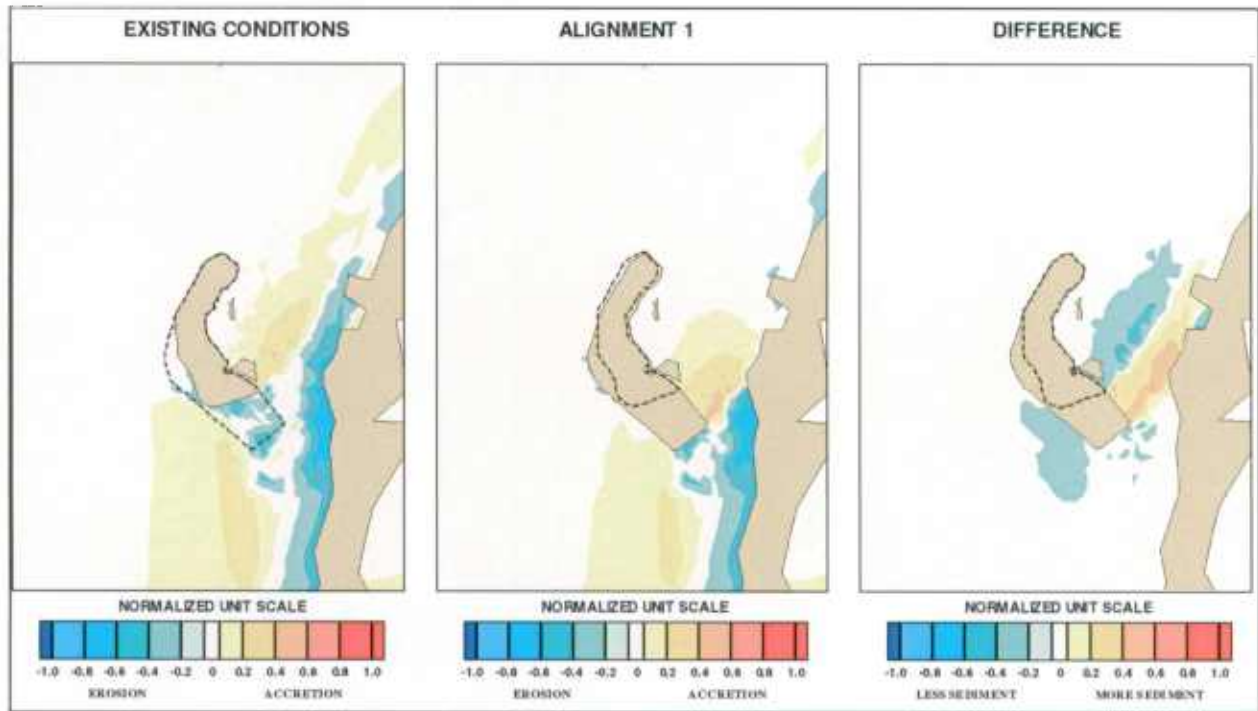 EXISTING CONDITIONS
ALIGNMENT 1
DIFFERENCE
NORMALIZED UNIT SCALE
-1.0 -0.8 -0.6 -0.4 -0.2 0 0.2 0.4 0.6 0.8 1.0
EROSION ACCRETION
NORMALIZED UNIT SCALE
-1.0 -0.8 -0.6 -0.4 -0.2 0 0.2 0.4 0.6 0.8 1.0
EROSION ACCRETION
NORMALIZED UNIT SCALE
-1.0 -0.8 -0.6 -0.4 -0.2 0 0.2 0.4 0.6 0.8 1.0
LESS SEDIMENT MORE SEDIMENT